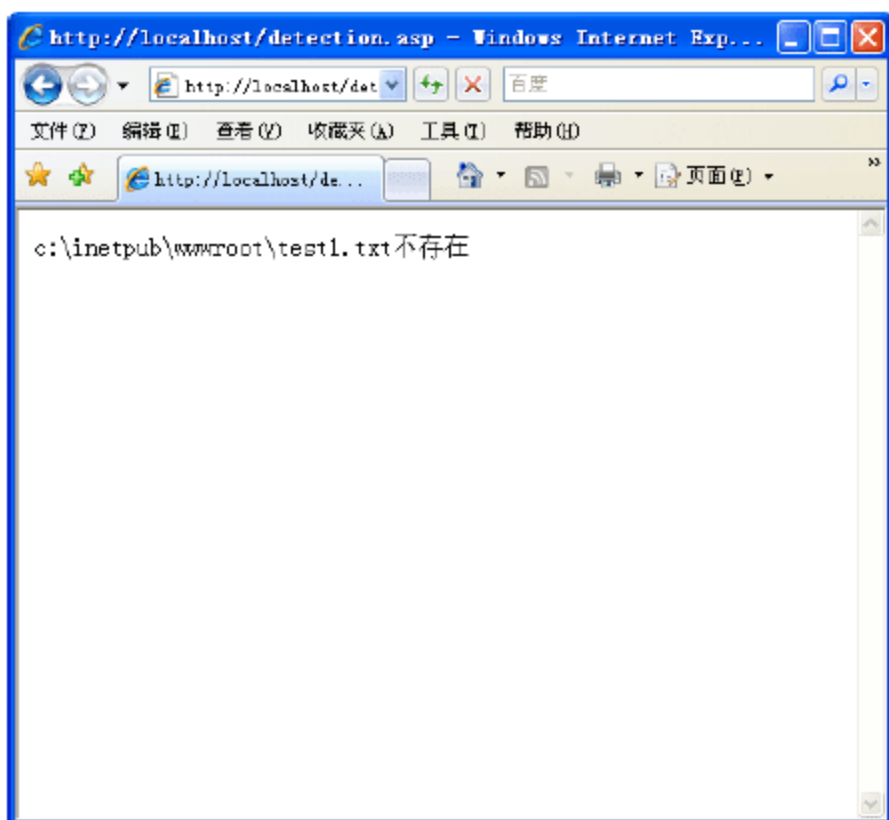 http://localhost/detection.asp - Windows Internet Exp...
http://localhost/det
百度
文件(F) 编辑(E) 查看(V) 收藏夹(A) 工具(T) 帮助(H)
http://localhost/de... 页面(P)
c:\inetpub\wwwroot\test1.txt不存在